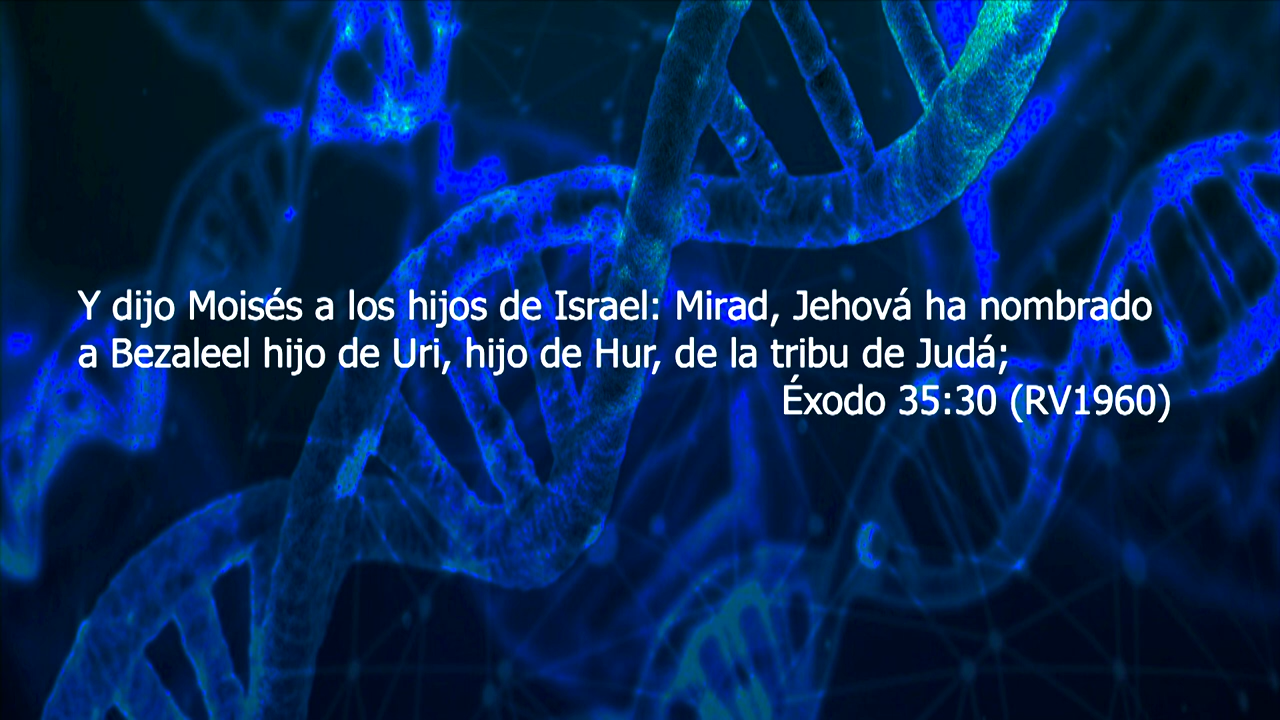 Y dijo Moisés a los hijos de Israel: Mirad, Jehová ha nombrado
a Bezaleel hijo de Uri, hijo de Hur, de la tribu de Judá;
Éxodo 35:30 (RV1960)